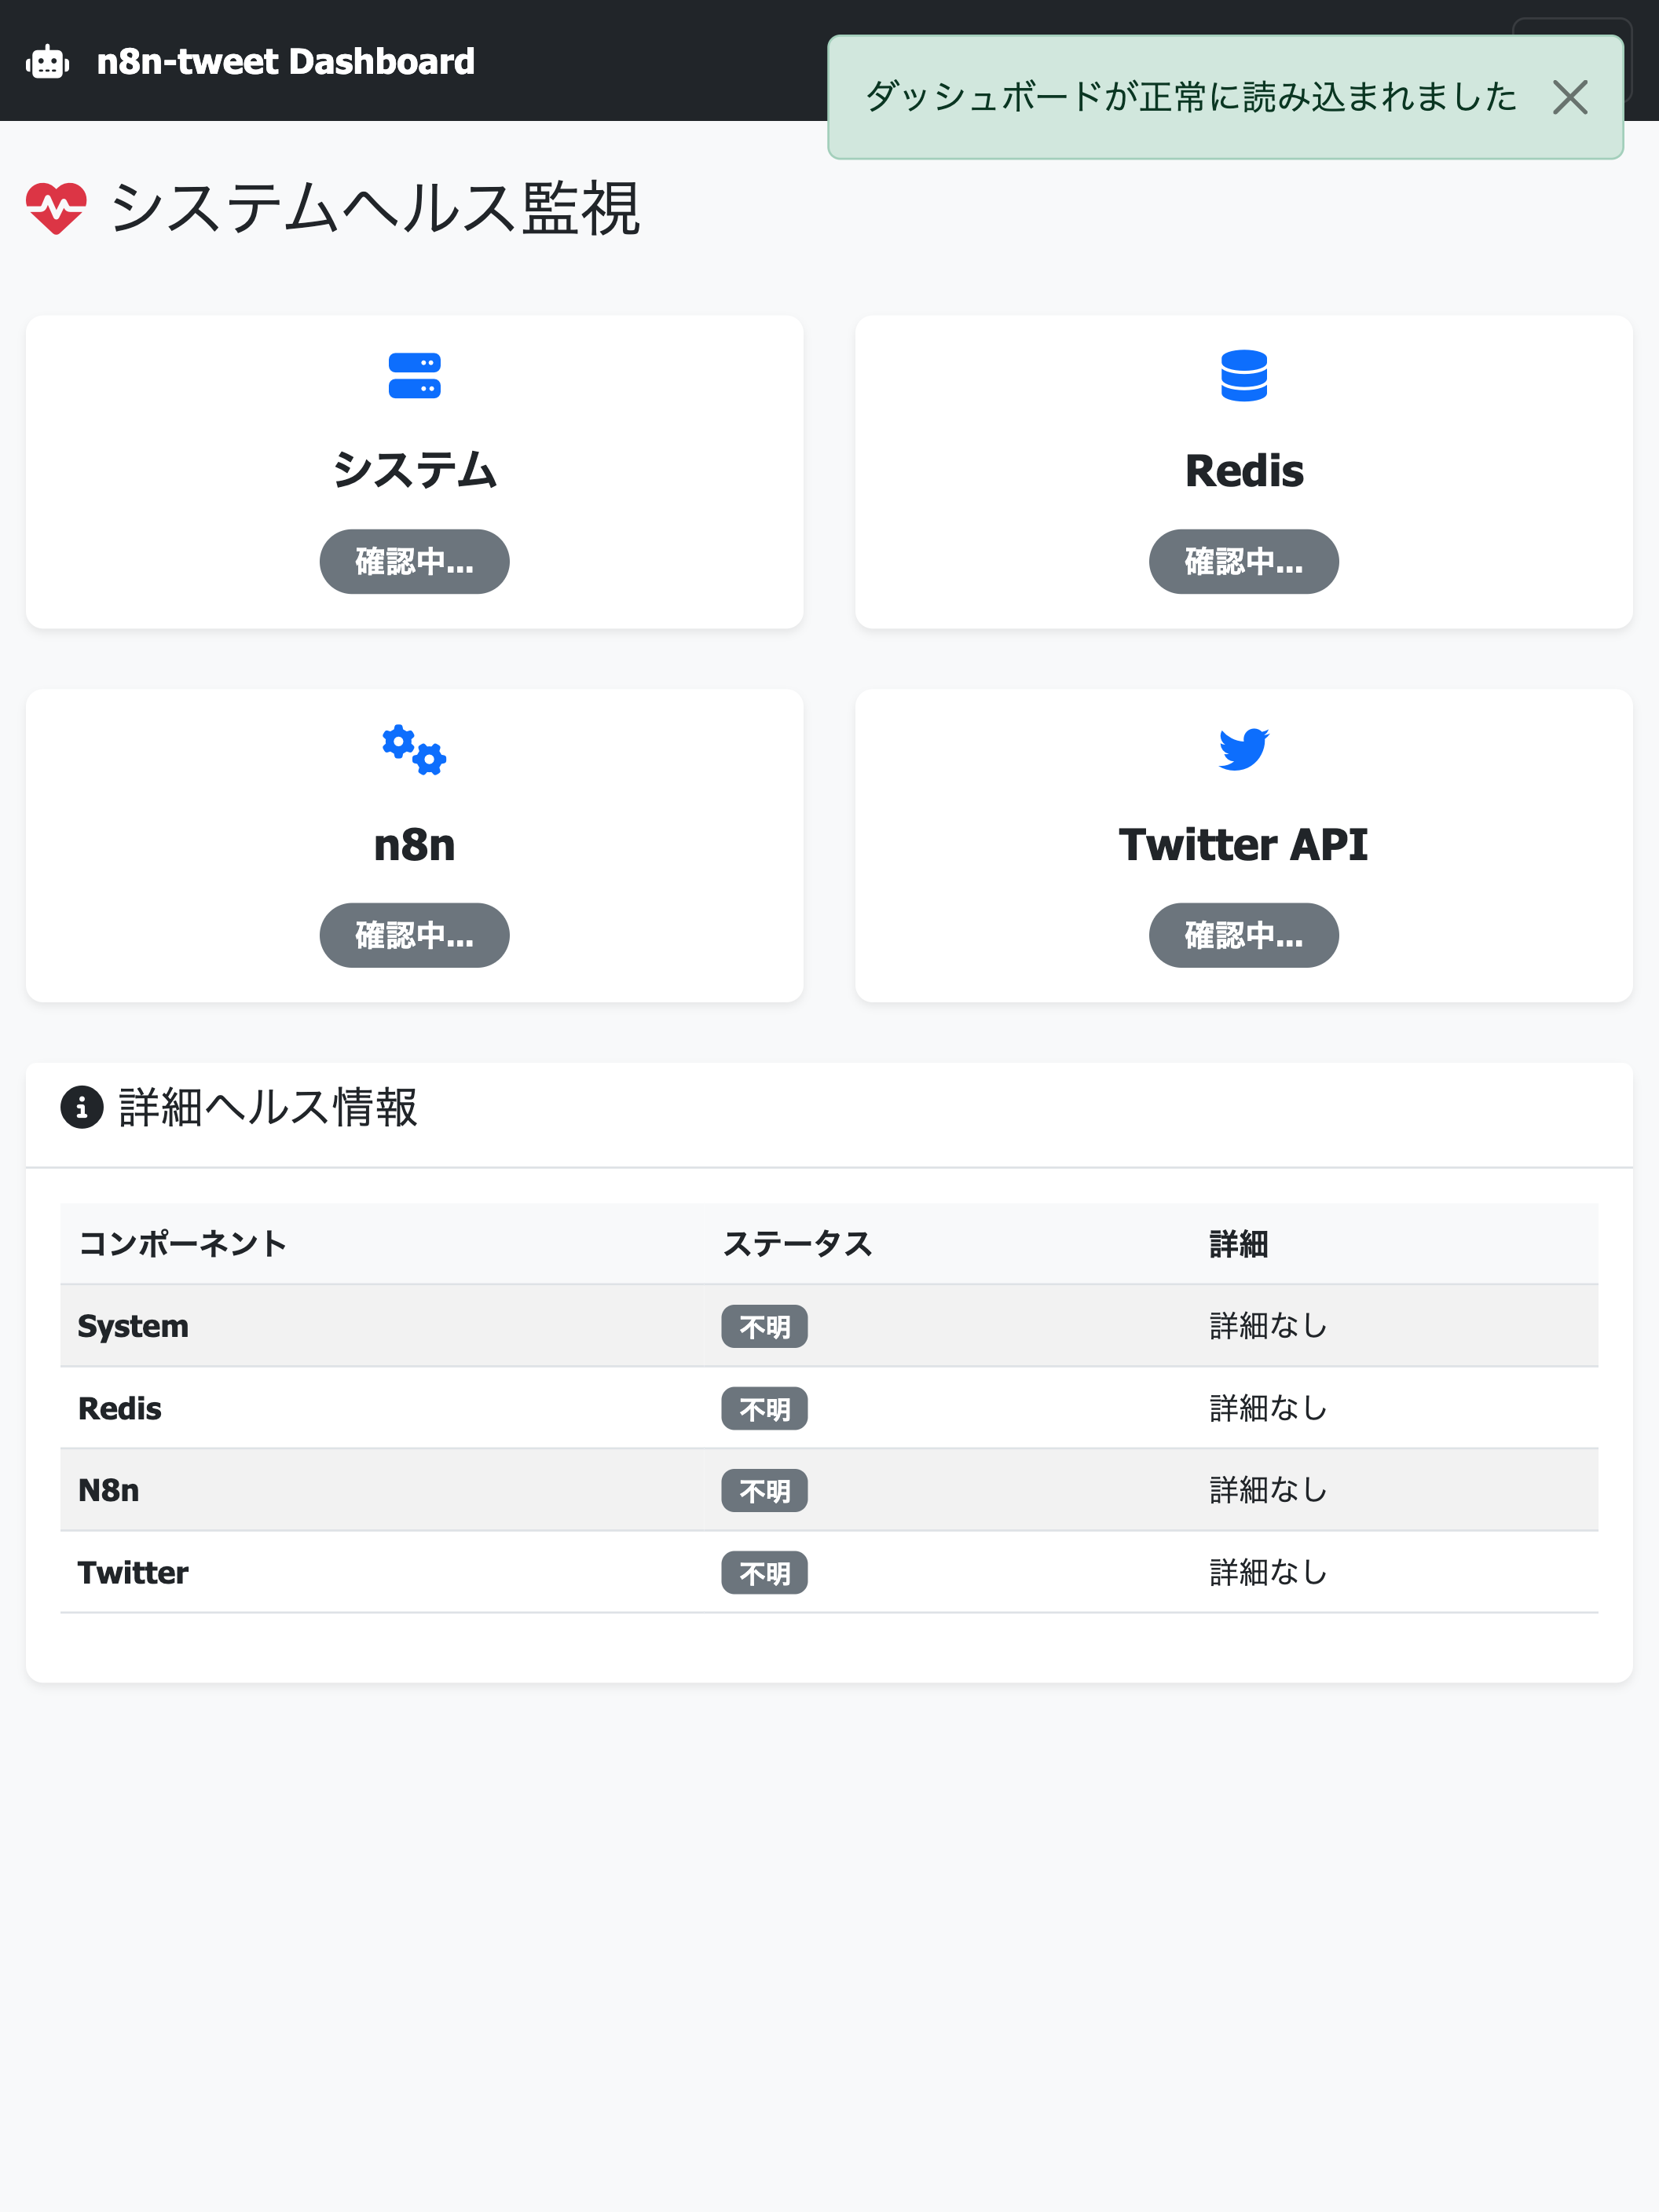 n8n-tweet Dashboard
ダッシュボードが正常に読み込まれました
システムヘルス監視
システム
確認中...
Redis
確認中...
n8n
確認中...
Twitter API
確認中...
詳細ヘルス情報
コンポーネント ステータス 詳細
System 不明 詳細なし
Redis 不明 詳細なし
N8n 不明 詳細なし
Twitter 不明 詳細なし